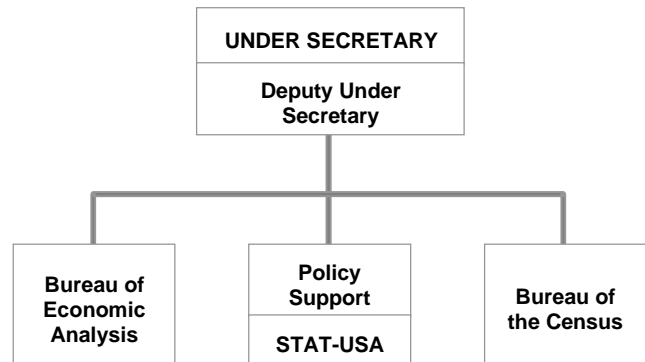 UNDER SECRETARY
Deputy Under
Secretary
Bureau of
Economic
Analysis
Policy
Support
STAT-USA
Bureau of
the Census